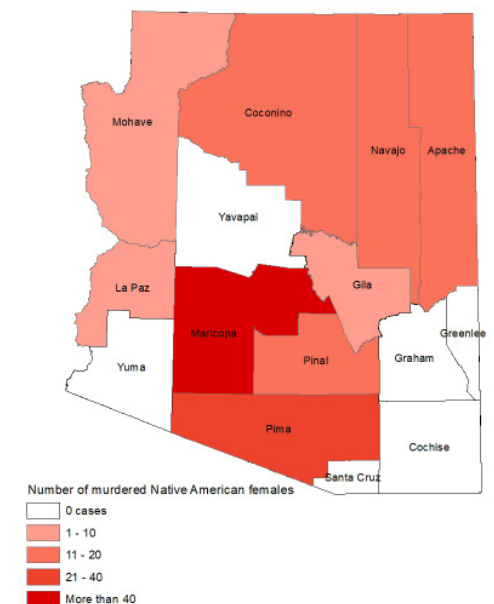 Mohave
Coconino
Navajo
Apache
Yavapai
La Paz
Gila
Maricopa
Greenlee
Yuma
Pinal
Graham
Pima
Cochise
Santa Cruz
Number of murdered Native American females
0 cases
1 - 10
11 - 20
21 - 40
More than 40